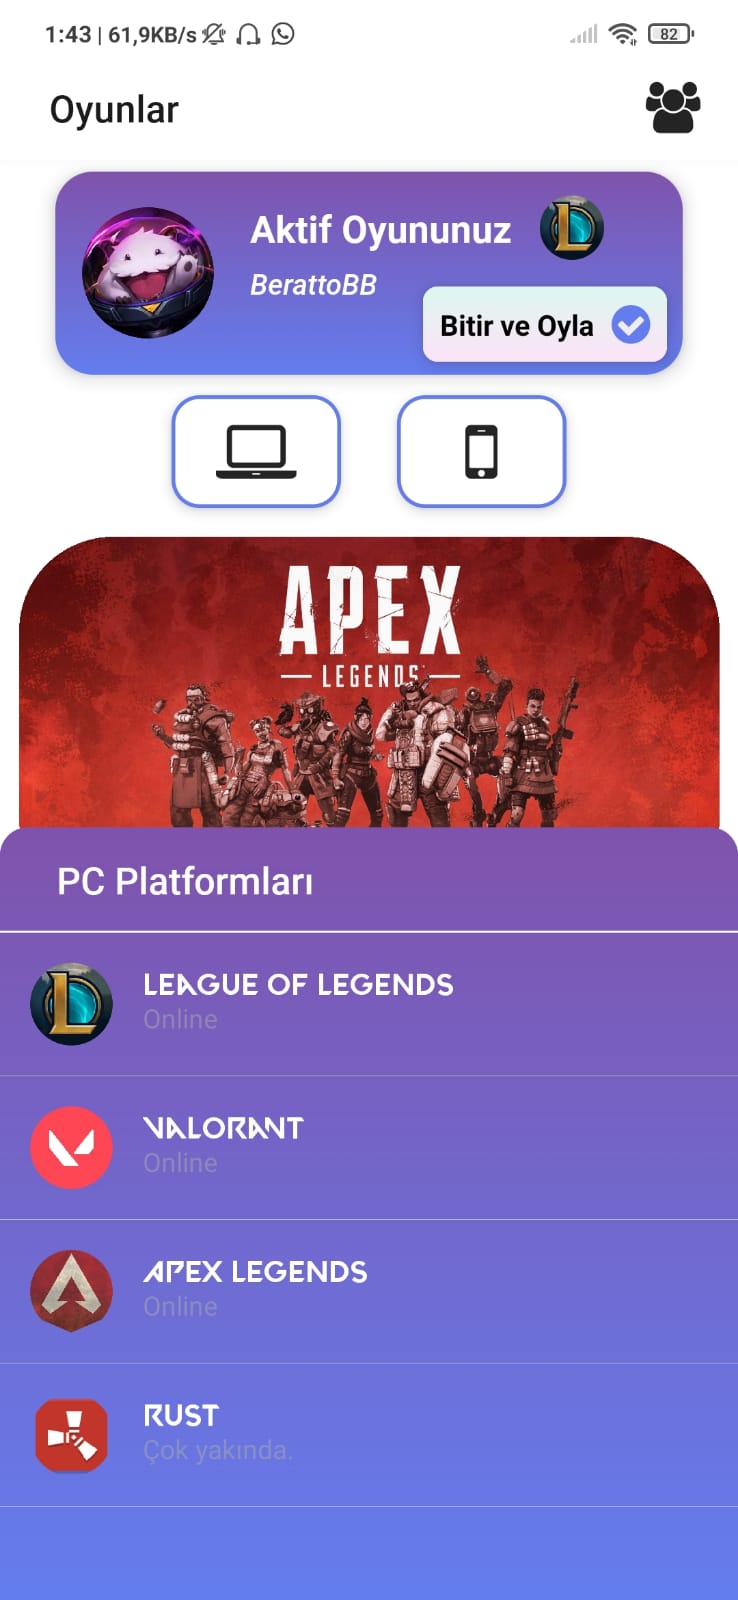 1:43 | 61,9KB/s
82
Oyunlar
Aktif Oyununuz
BerattoBB
Bitir ve Oyla
APEX
LEGENDS
PC Platformları
LEAGUE OF LEGENDS
Online
VALORANT
Online
APEX LEGENDS
Online
RUST
Çok yakında.